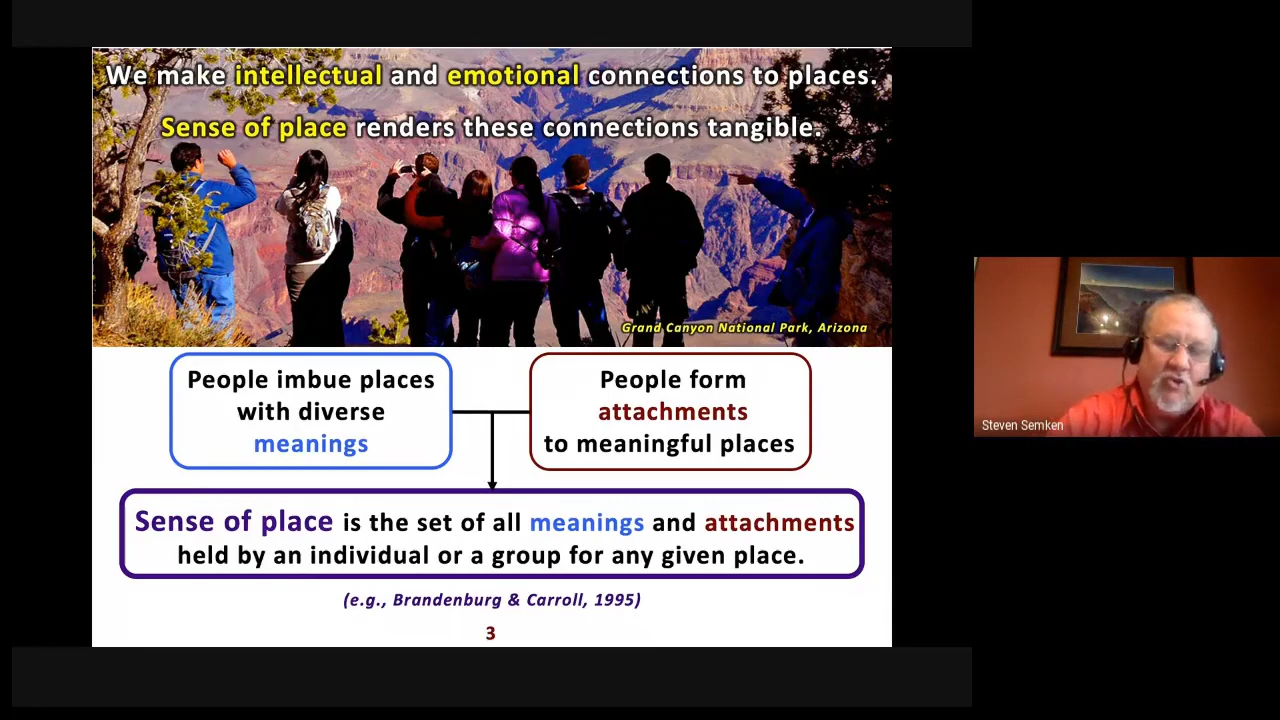 We make intellectual and emotional connections to places.
Sense of place renders these connections tangible.
Grand Canyon National Park, Arizona
People imbue places
with diverse
meanings
People form
attachments
to meaningful places
Sense of place is the set of all meanings and attachments
held by an individual or a group for any given place.
(e.g., Brandenburg & Carroll, 1995)
3
Steven Semken